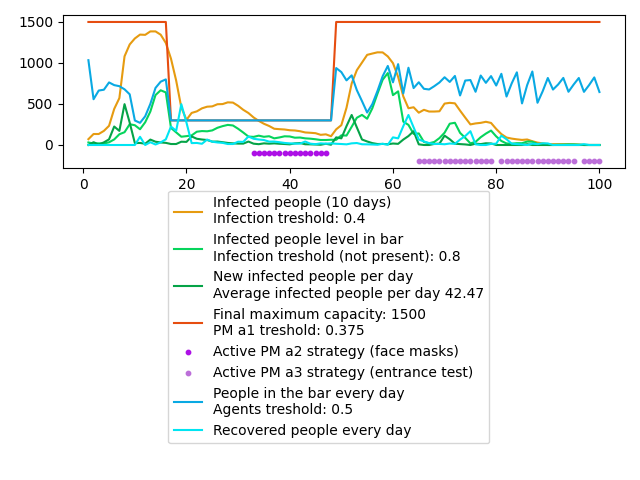 1500
1000
500
0
0
20
40
60
80
100
Infected people (10 days)
Infection treshold: 0.4
Infected people level in bar
Infection treshold (not present): 0.8
New infected people per day
Average infected people per day 42.47
Final maximum capacity: 1500
PM a1 treshold: 0.375
Active PM a2 strategy (face masks)
Active PM a3 strategy (entrance test)
People in the bar every day
Agents treshold: 0.5
Recovered people every day